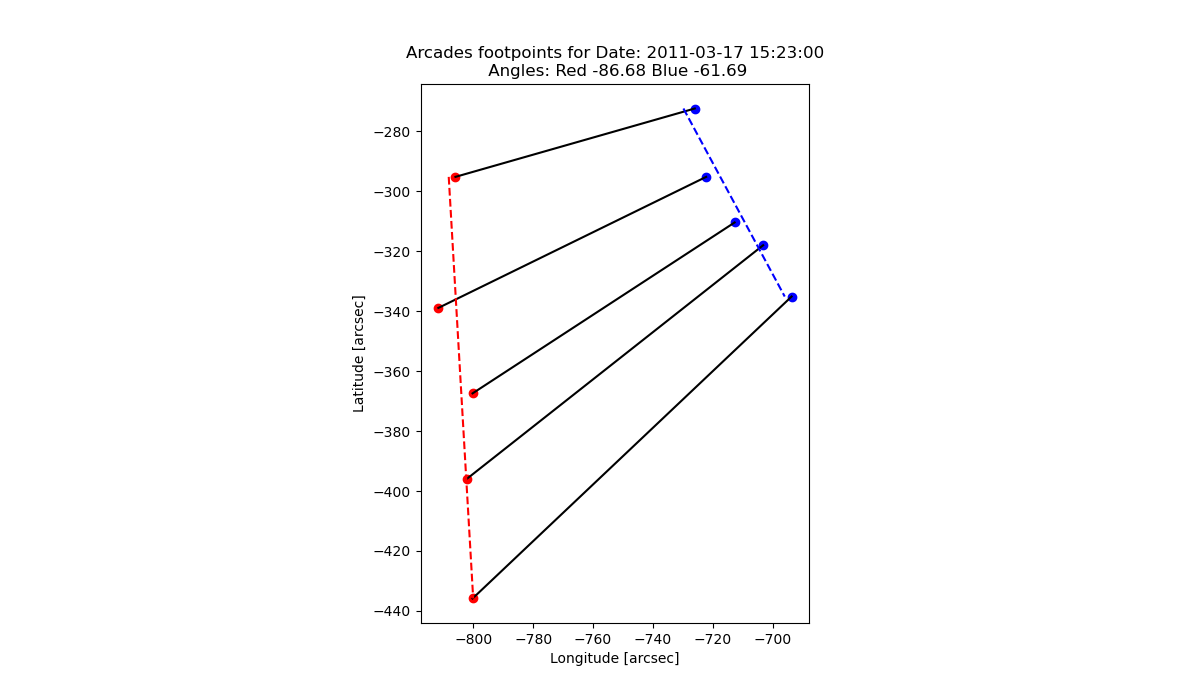 Arcades footpoints for Date: 2011-03-17 15:23:00
Angles: Red -86.68 Blue -61.69
−280
−300
−320
−340
−360
−380
−400
−420
−440
Latitude [arcsec]
−800 −780 −760 −740 −720 −700
Longitude [arcsec]